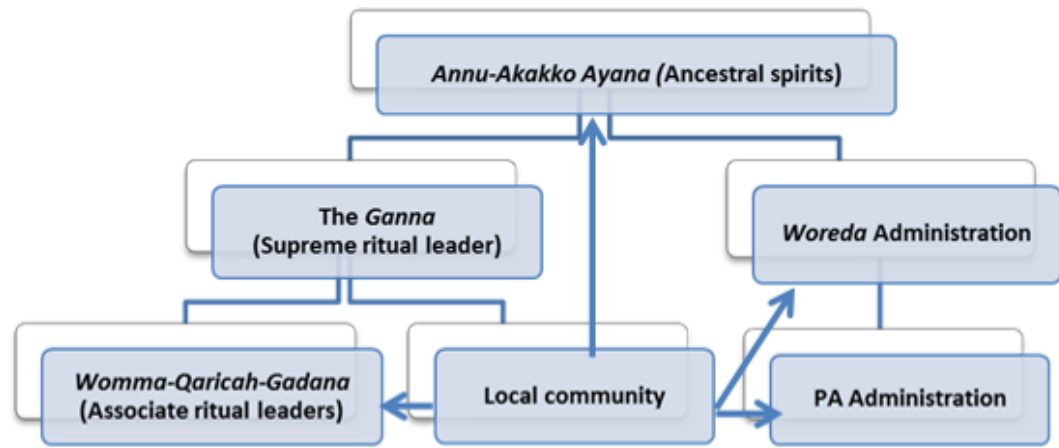 Annu-Akakko Ayana (Ancestral spirits)
The Ganna
(Supreme ritual leader)
Woreda Administration
Womma-Qaricah-Gadana
(Associate ritual leaders)
Local community
PA Administration